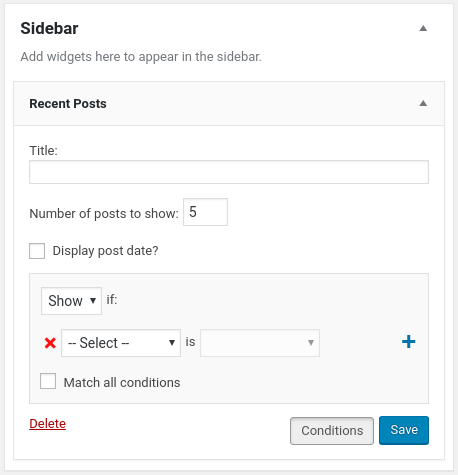 Sidebar
Add widgets here to appear in the sidebar.
Recent Posts
Title:
Number of posts to show: 5
Display post date?
Show if:
-- Select -- is
Match all conditions
Delete Conditions Save